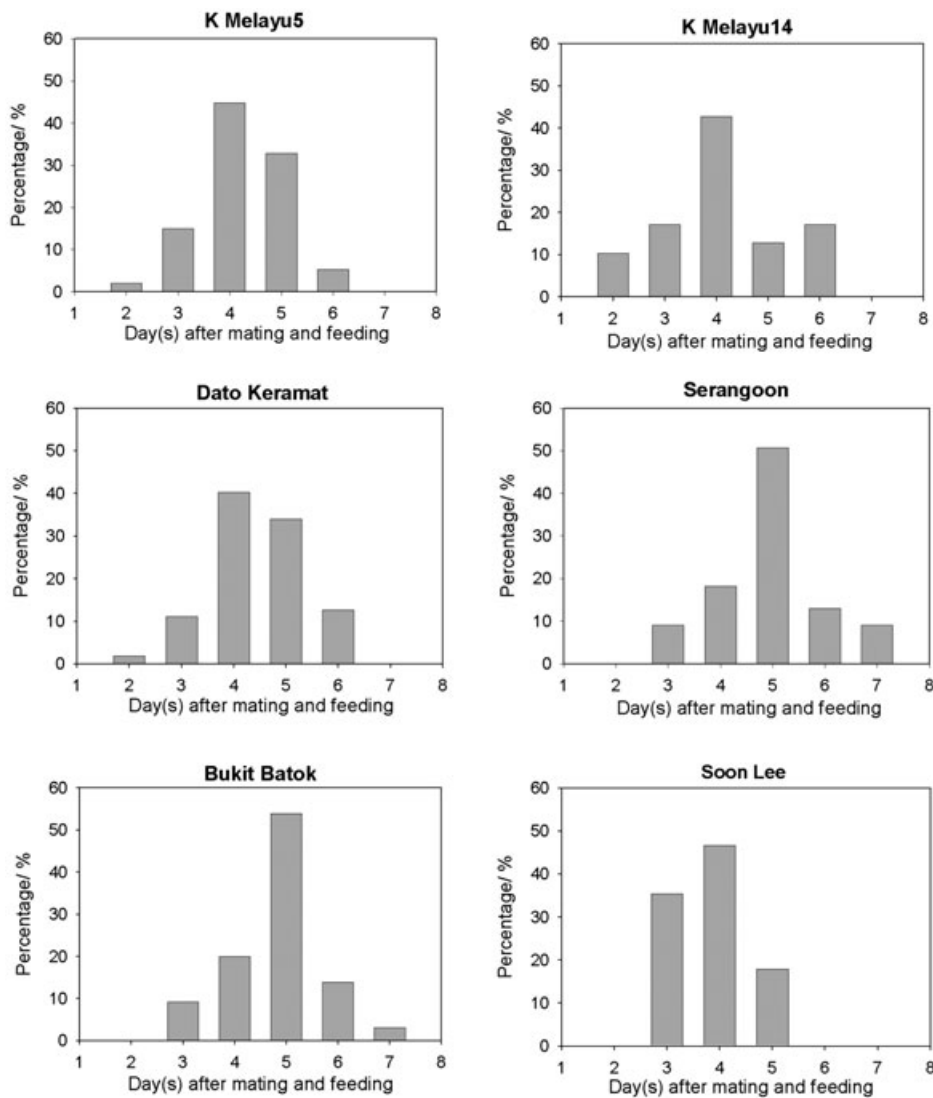 K Melayu5
60
50
40
30
20
10
0
Percentage/ %
1 2 3 4 5 6 7 8
Day(s) after mating and feeding
K Melayu14
60
50
40
30
20
10
0
Percentage/ %
1 2 3 4 5 6 7 8
Day(s) after mating and feeding
Dato Keramat
60
50
40
30
20
10
0
Percentage/ %
1 2 3 4 5 6 7 8
Day(s) after mating and feeding
Serangoon
60
50
40
30
20
10
0
Percentage/ %
1 2 3 4 5 6 7 8
Day(s) after mating and feeding
Bukit Batok
60
50
40
30
20
10
0
Percentage/ %
1 2 3 4 5 6 7 8
Day(s) after mating and feeding
Soon Lee
60
50
40
30
20
10
0
Percentage/ %
1 2 3 4 5 6 7 8
Day(s) after mating and feeding